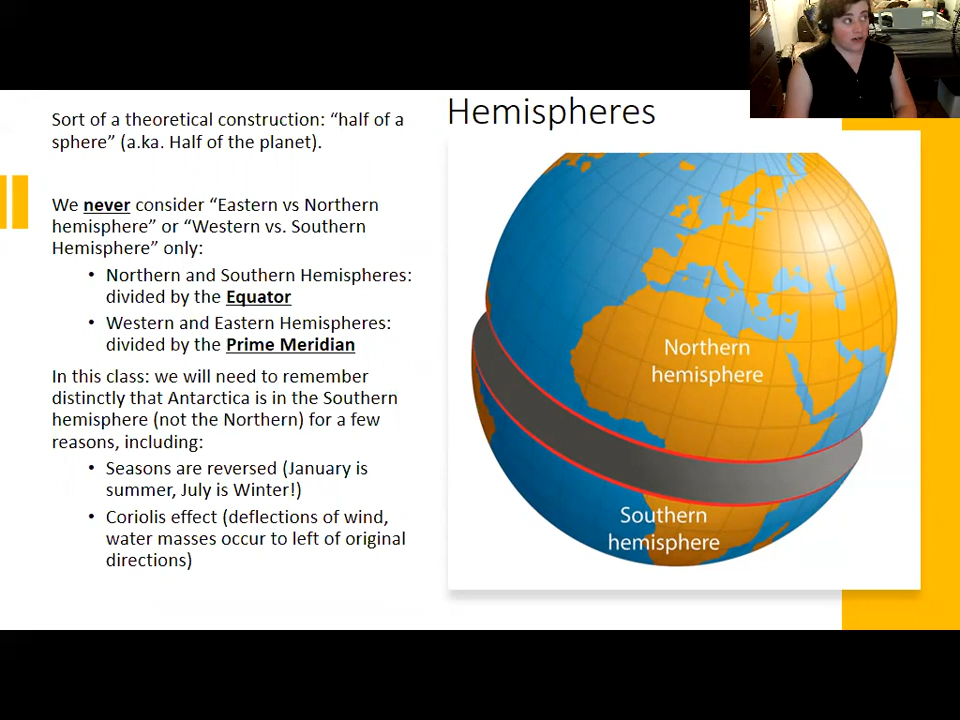 Hemispheres
Sort of a theoretical construction: “half of a
sphere” (a.ka. Half of the planet).
We never consider “Eastern vs Northern
hemisphere” or “Western vs. Southern
Hemisphere” only:
• Northern and Southern Hemispheres:
divided by the Equator
• Western and Eastern Hemispheres:
divided by the Prime Meridian
In this class: we will need to remember
distinctly that Antarctica is in the Southern
hemisphere (not the Northern) for a few
reasons, including:
• Seasons are reversed (January is
summer, July is Winter!)
• Coriolis effect (deflections of wind,
water masses occur to left of original
directions)
Northern
hemisphere
Southern
hemisphere